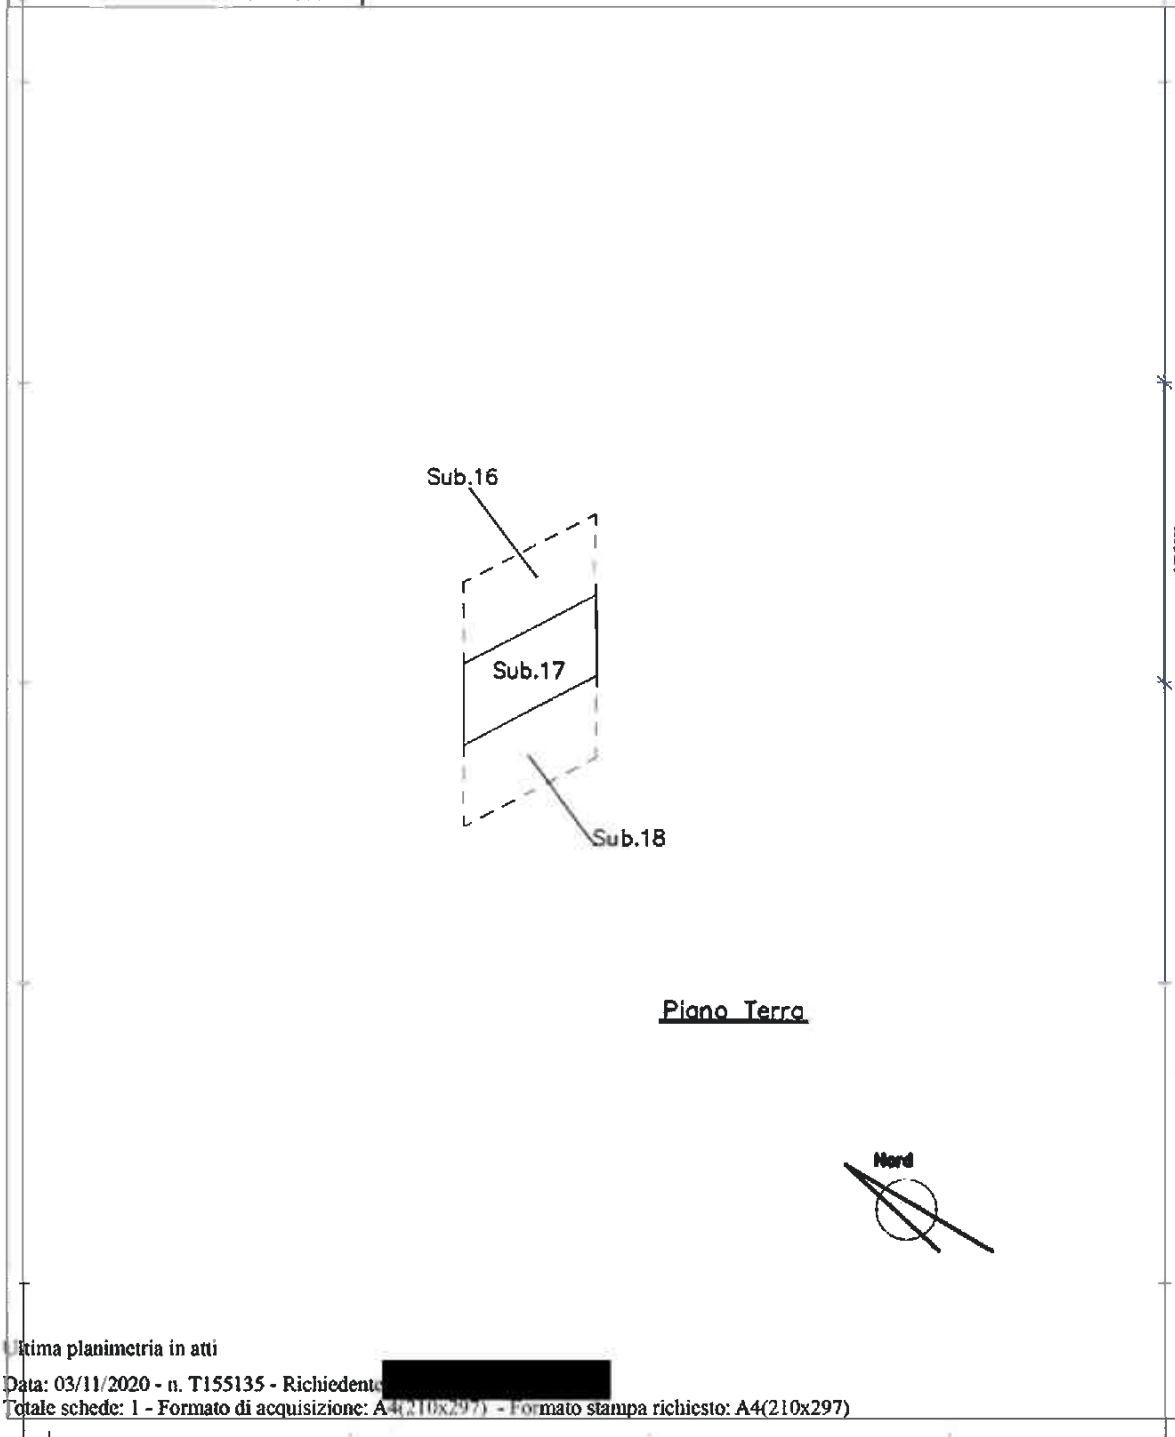 Sub.16
Sub.17
Sub.18
Piano Terra
Nord
Ultima planimetria in atti
Data: 03/11/2020 - n. T155135 - Richiedente
Totale schede: 1 - Formato di acquisizione: A4(210x297) - Formato stampa richiesto: A4(210x297)